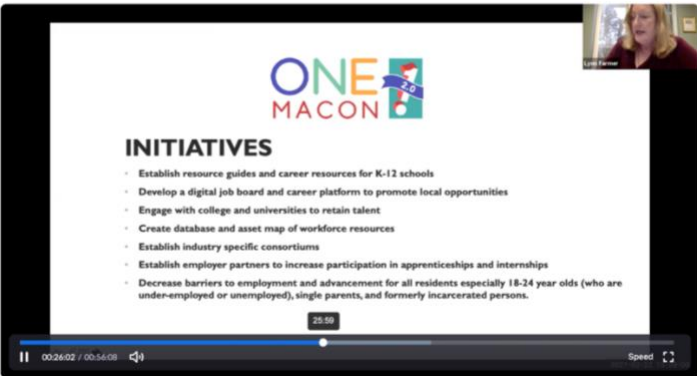 Lynn Farmer
ONE
2.0
MACON
INITIATIVES
Establish resource guides and career resources for K-12 schools
Develop a digital job board and career platform to promote local opportunities
Engage with college and universities to retain talent
Create database and asset map of workforce resources
Establish industry specific consortiums
Establish employer partners to increase participation in apprenticeships and internships
Decrease barriers to employment and advancement for all residents especially 18-24 year olds (who are
under-employed or unemployed), single parents, and formerly incarcerated persons.
25:59
00:26:02 / 00:56:08
Speed